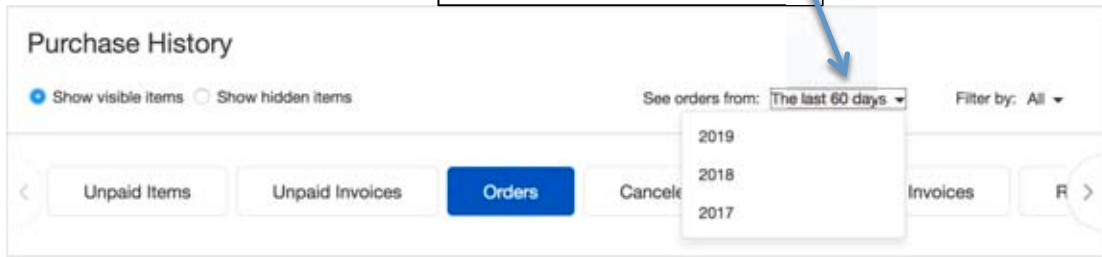 Purchase History
Show visible items Show hidden items See orders from: The last 60 days Filter by: All
2019
2018
2017
Unpaid Items Unpaid Invoices Orders Cancele Invoices R